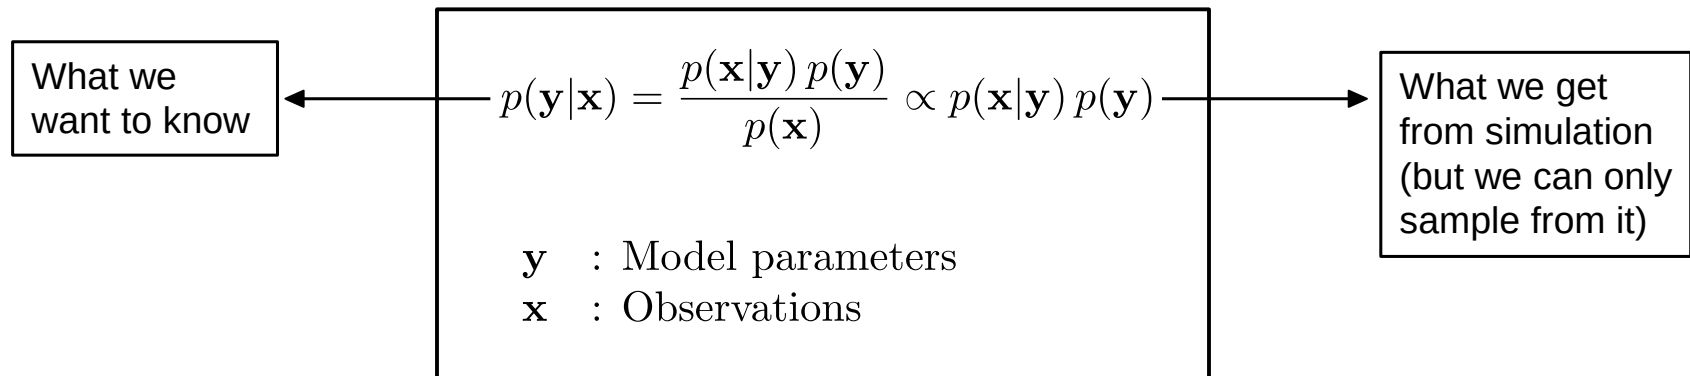 What we
want to know
p(y|x) = p(x|y) p(y) / p(x) ∝ p(x|y) p(y)
What we get
from simulation
(but we can only
sample from it)
y : Model parameters
x : Observations